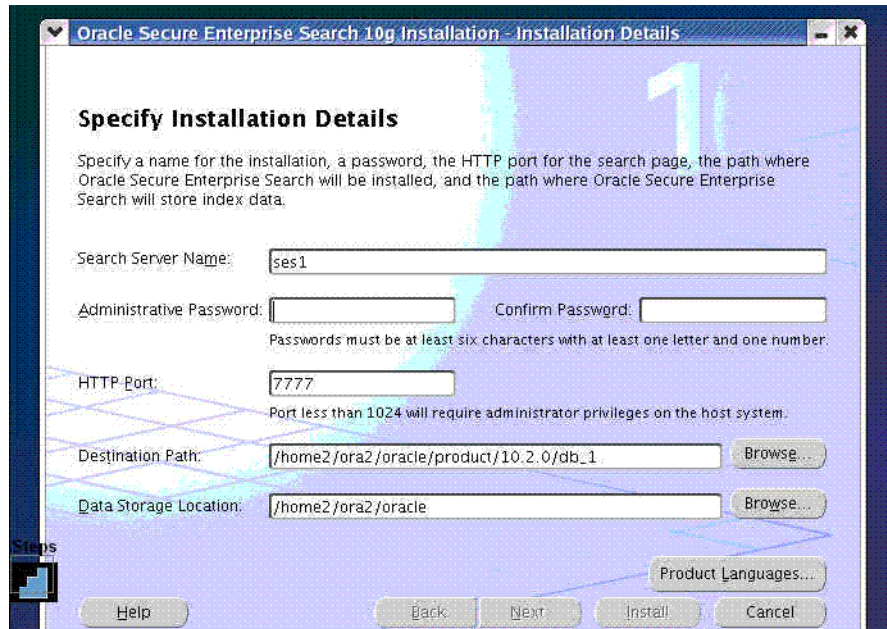 Oracle Secure Enterprise Search 10g Installation - Installation Details
10
Specify Installation Details
Specify a name for the installation, a password, the HTTP port for the search page, the path where
Oracle Secure Enterprise Search will be installed, and the path where Oracle Secure Enterprise
Search will store index data.
Search Server Name: ses1
Administrative Password: Confirm Password:
Passwords must be at least six characters with at least one letter and one number.
HTTP Port: 7777
Port less than 1024 will require administrator privileges on the host system.
Destination Path: /home2/ora2/oracle/product/10.2.0/db_1 Browse...
Data Storage Location: /home2/ora2/oracle Browse...
Steps
Product Languages...
Help Back Next Install Cancel